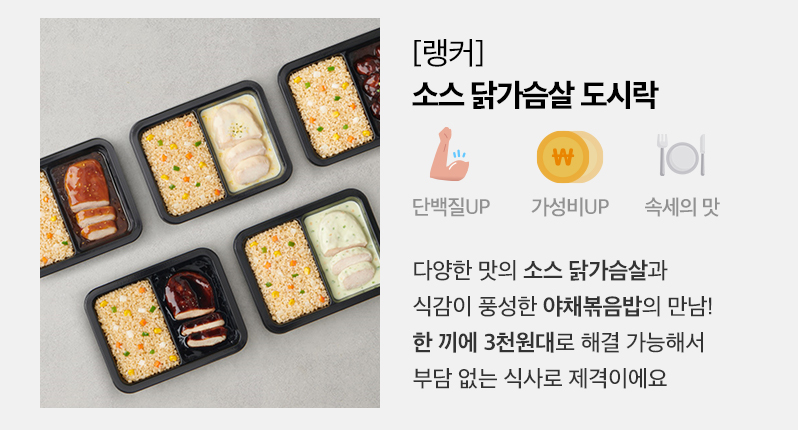 [랭커]
소스 닭가슴살 도시락
₩
단백질UP 가성비UP 속세의 맛
다양한 맛의 소스 닭가슴살과
식감이 풍성한 야채볶음밥의 만남!
한 끼에 3천원대로 해결 가능해서
부담 없는 식사로 제격이에요